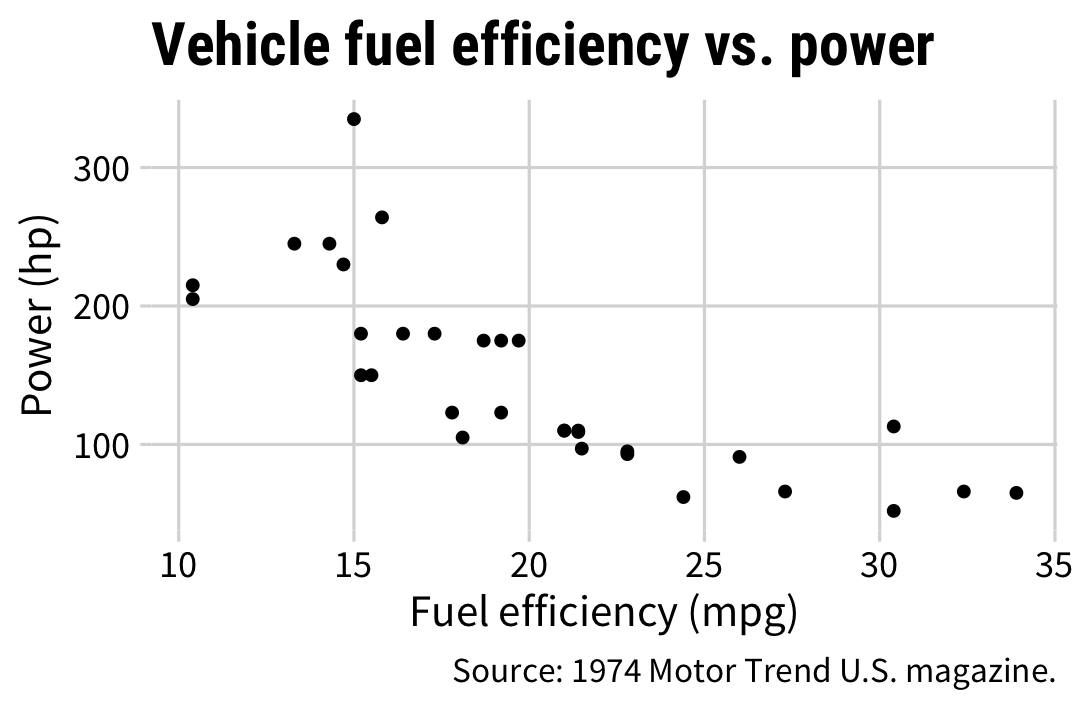 Vehicle fuel efficiency vs. power
300
200
100
Power (hp)
10 15 20 25 30 35
Fuel efficiency (mpg)
Source: 1974 Motor Trend U.S. magazine.